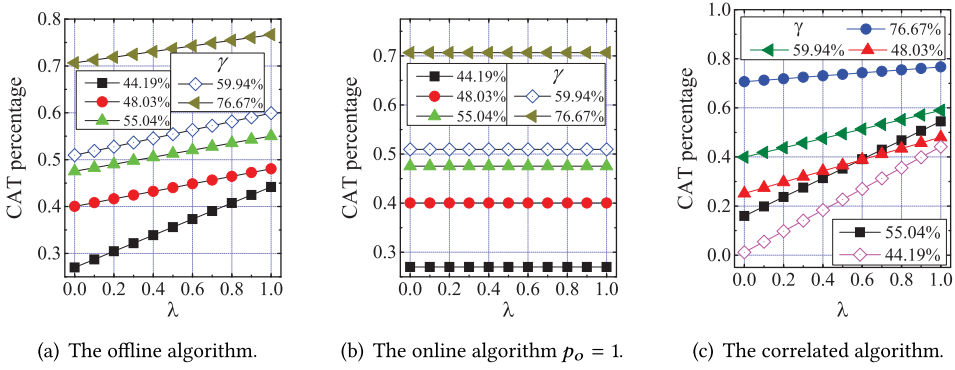 0.8
0.7
0.6
0.5
0.4
0.3
CAT percentage
γ
44.19%
48.03%
55.04%
59.94%
76.67%
0.0 0.2 0.4 0.6 0.8 1.0
λ
(a) The offline algorithm.
0.7
0.6
0.5
0.4
0.3
CAT percentage
γ
44.19%
48.03%
55.04%
59.94%
76.67%
0.0 0.2 0.4 0.6 0.8 1.0
λ
(b) The online algorithm pₒ = 1.
1.0
0.8
0.6
0.4
0.2
0.0
CAT percentage
γ
76.67%
59.94%
48.03%
55.04%
44.19%
0.0 0.2 0.4 0.6 0.8 1.0
λ
(c) The correlated algorithm.